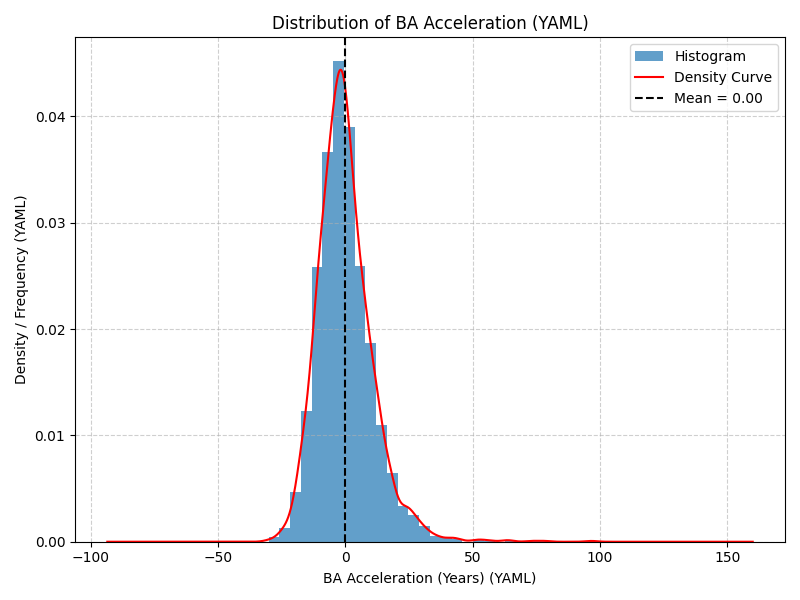 Distribution of BA Acceleration (YAML)
Histogram
Density Curve
Mean = 0.00
Density / Frequency (YAML)
0.04
0.03
0.02
0.01
0.00
−100
−50
0
50
100
150
BA Acceleration (Years) (YAML)